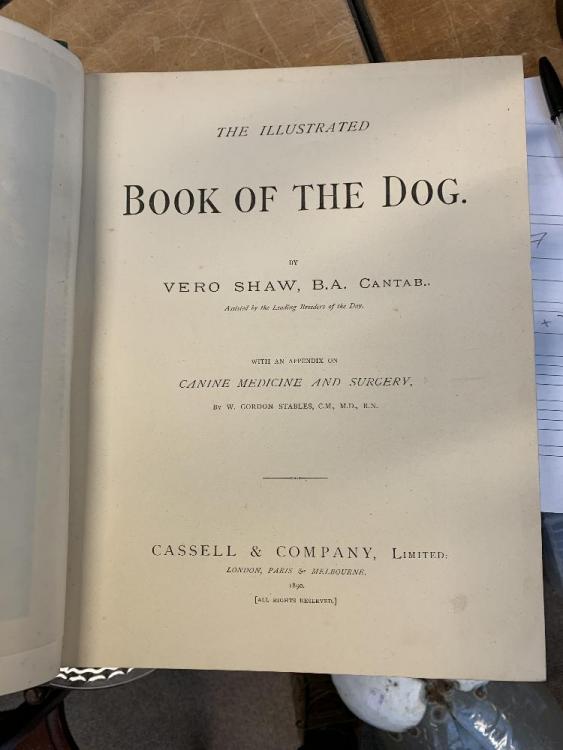 THE ILLUSTRATED
BOOK OF THE DOG.
BY
VERO SHAW, B.A. CANTAB.,
Assisted by the Leading Breeders of the Day.
WITH AN APPENDIX ON
CANINE MEDICINE AND SURGERY,
BY W. GORDON STABLES, C.M., M.D., R.N.
CASSELL & COMPANY, LIMITED:
LONDON, PARIS & MELBOURNE.
1890.
[ALL RIGHTS RESERVED.]